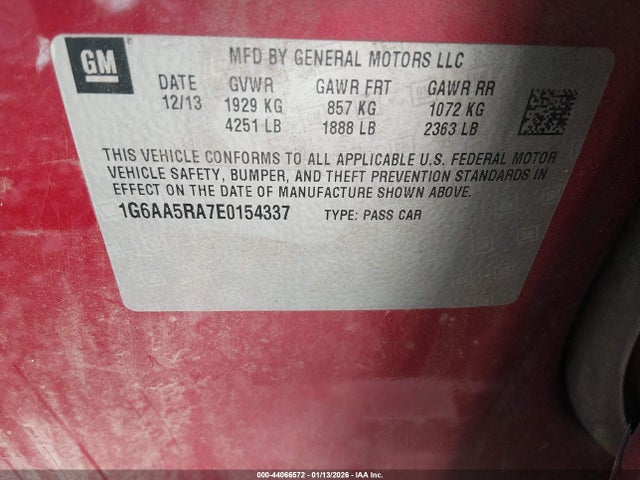 GM
MFD BY GENERAL MOTORS LLC
DATE GVWR GAWR FRT GAWR RR
12/13 1929 KG 857 KG 1072 KG
4251 LB 1888 LB 2363 LB
THIS VEHICLE CONFORMS TO ALL APPLICABLE U.S. FEDERAL MOTOR
VEHICLE SAFETY, BUMPER, AND THEFT PREVENTION STANDARDS IN
EFFECT ON THE DATE OF MANUFACTURE SHOWN ABOVE.
1G6AA5RA7E0154337 TYPE: PASS CAR
000-44066572 - 01/13/2026 - IAA Inc.